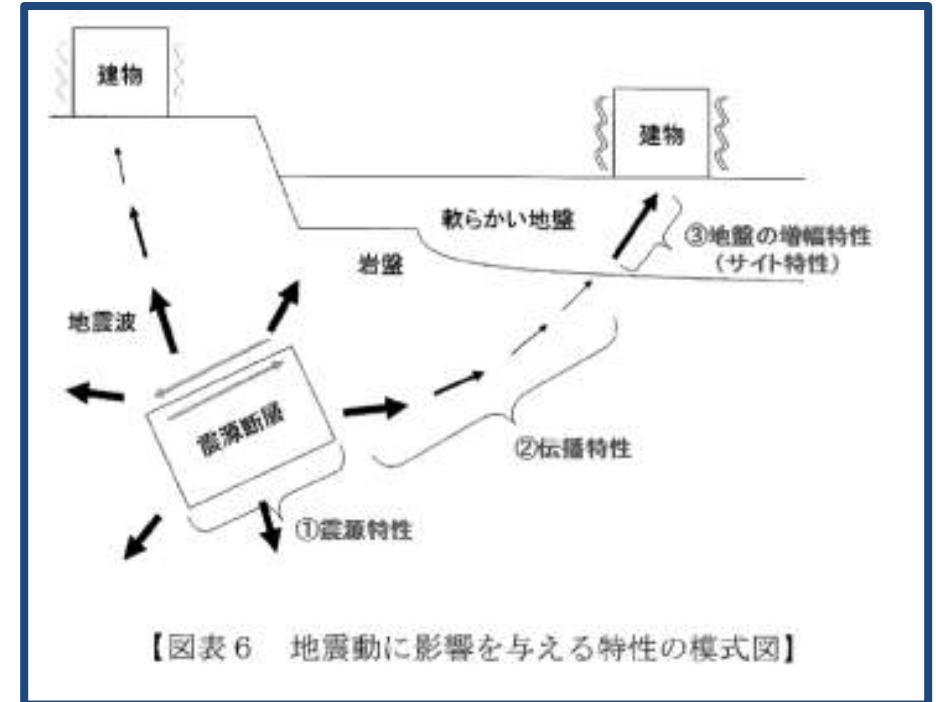 建物
建物
軟らかい地盤
③地盤の増幅特性
(サイト特性)
岩盤
地震波
震源断層
②伝播特性
①震源特性
【図表6 地震動に影響を与える特性の模式図】